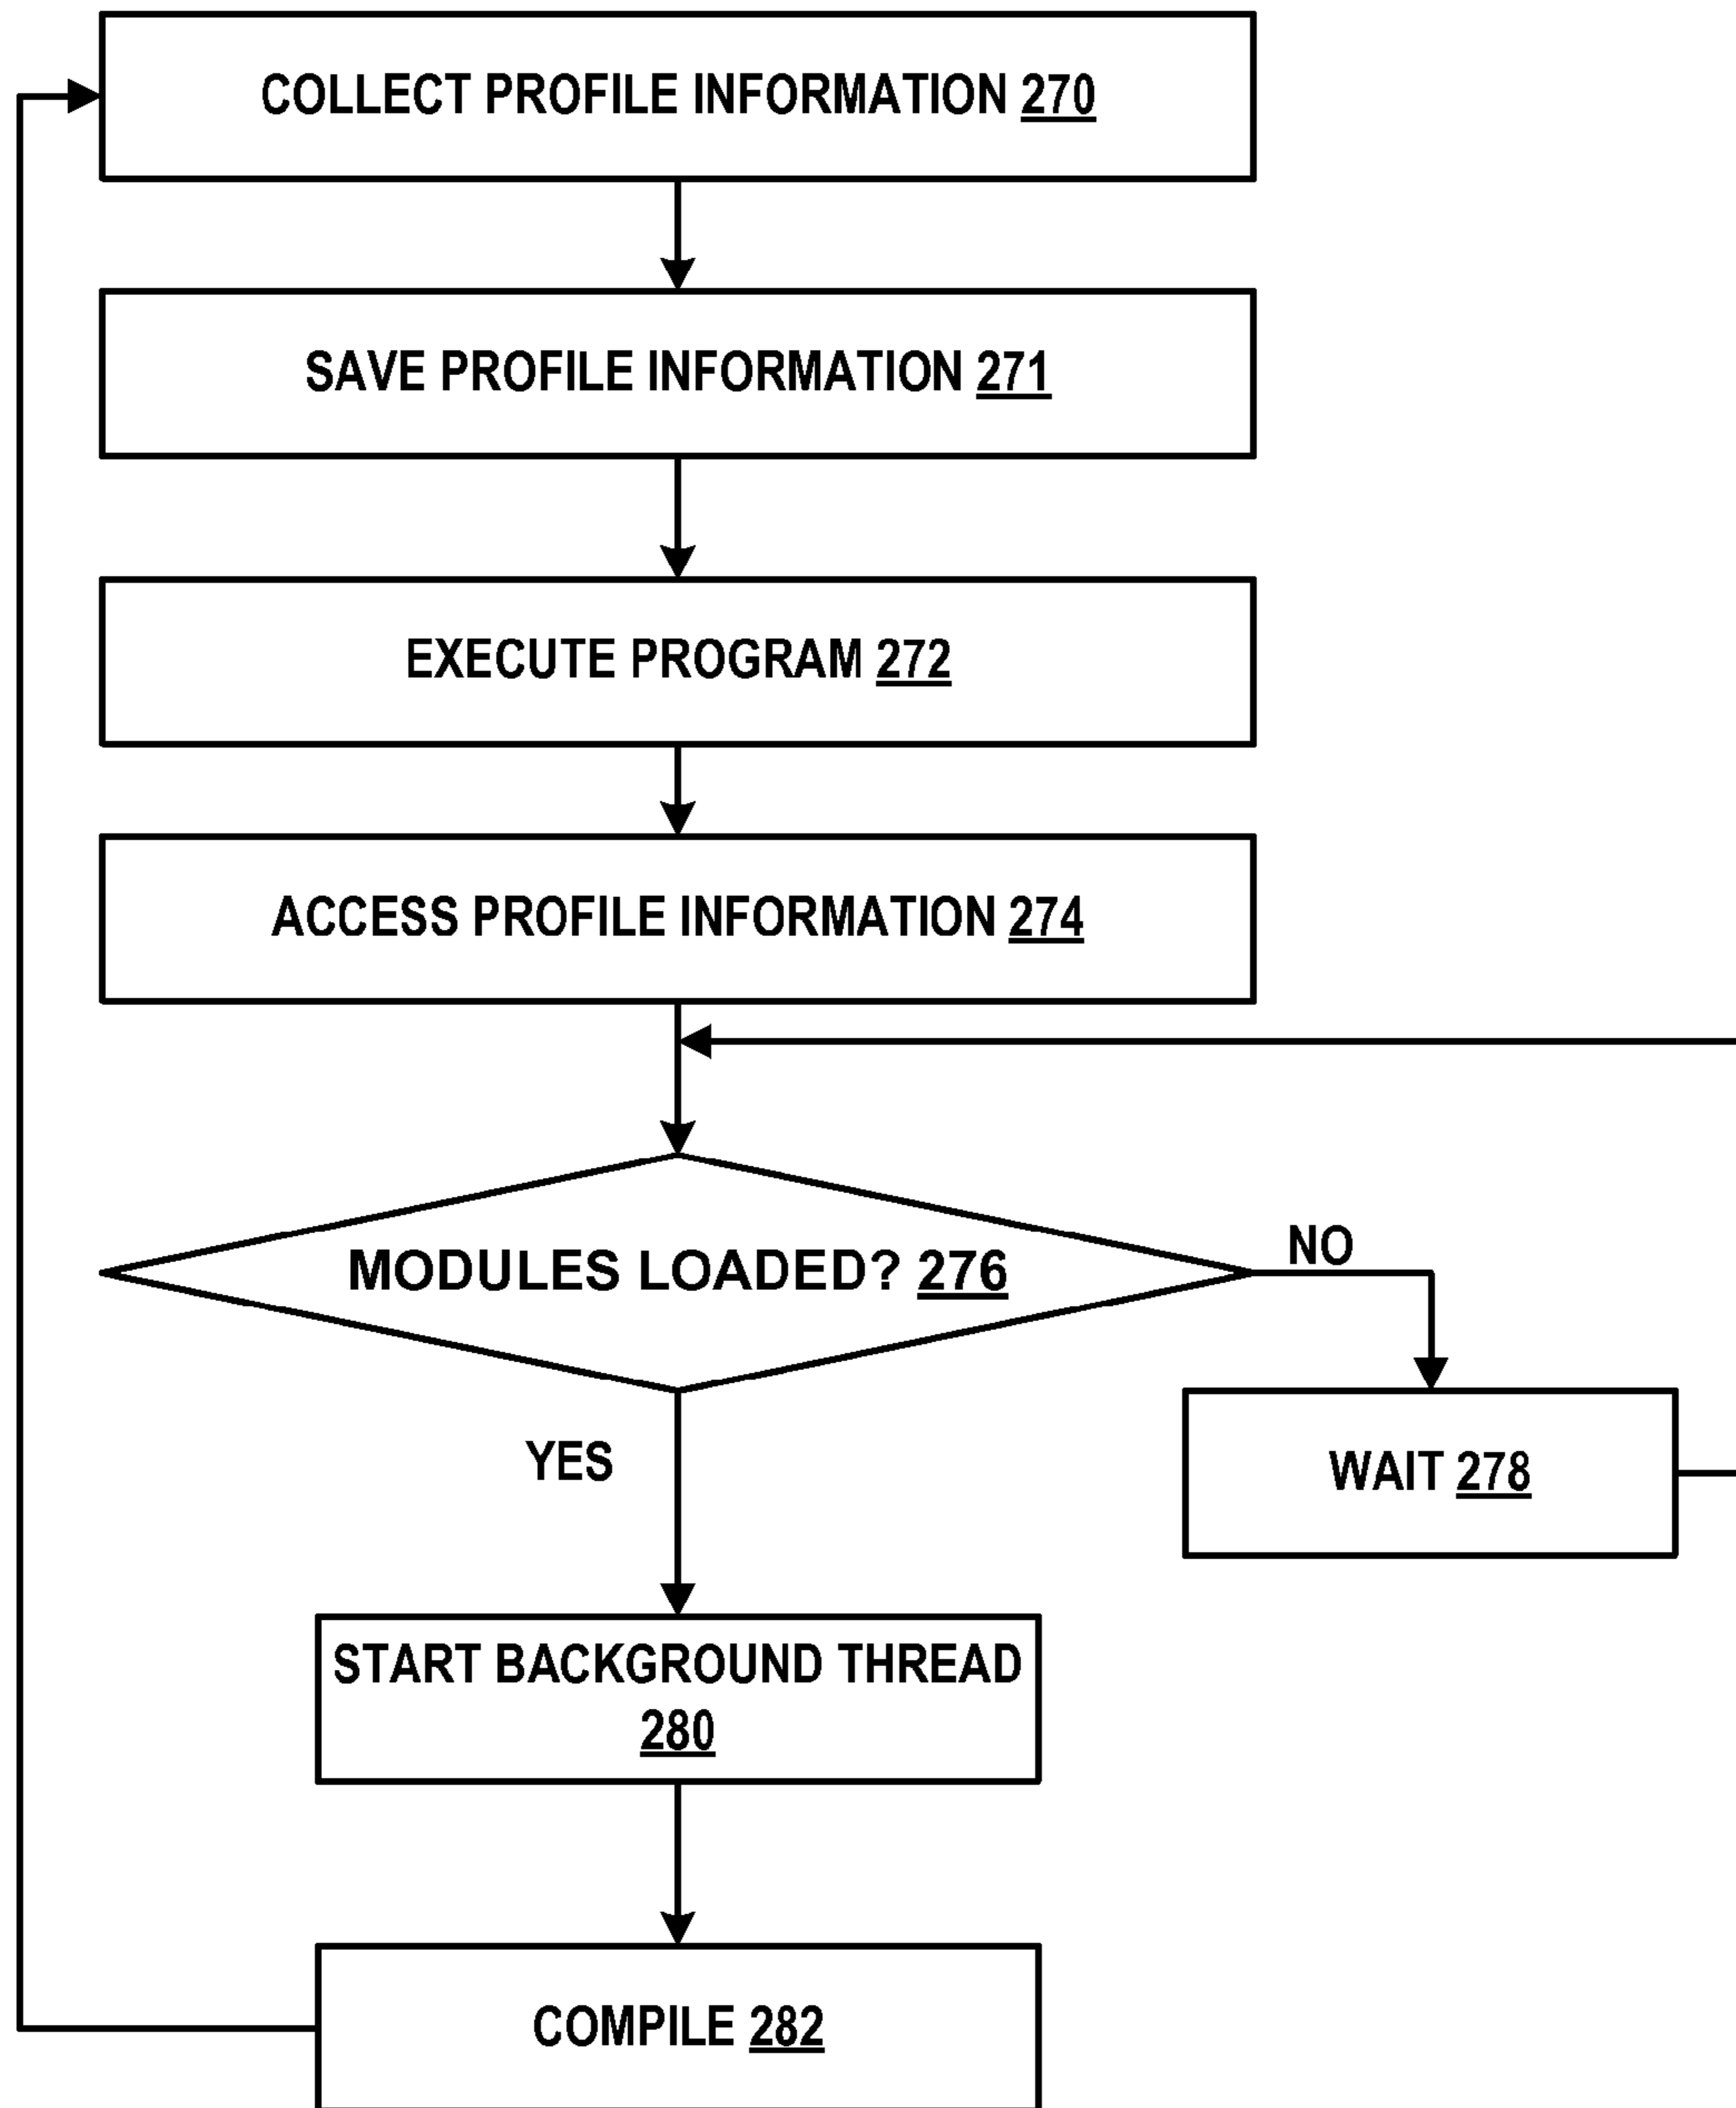 COLLECT PROFILE INFORMATION 270
SAVE PROFILE INFORMATION 271
EXECUTE PROGRAM 272
ACCESS PROFILE INFORMATION 274
MODULES LOADED? 276
NO
YES
WAIT 278
START BACKGROUND THREAD
280
COMPILE 282